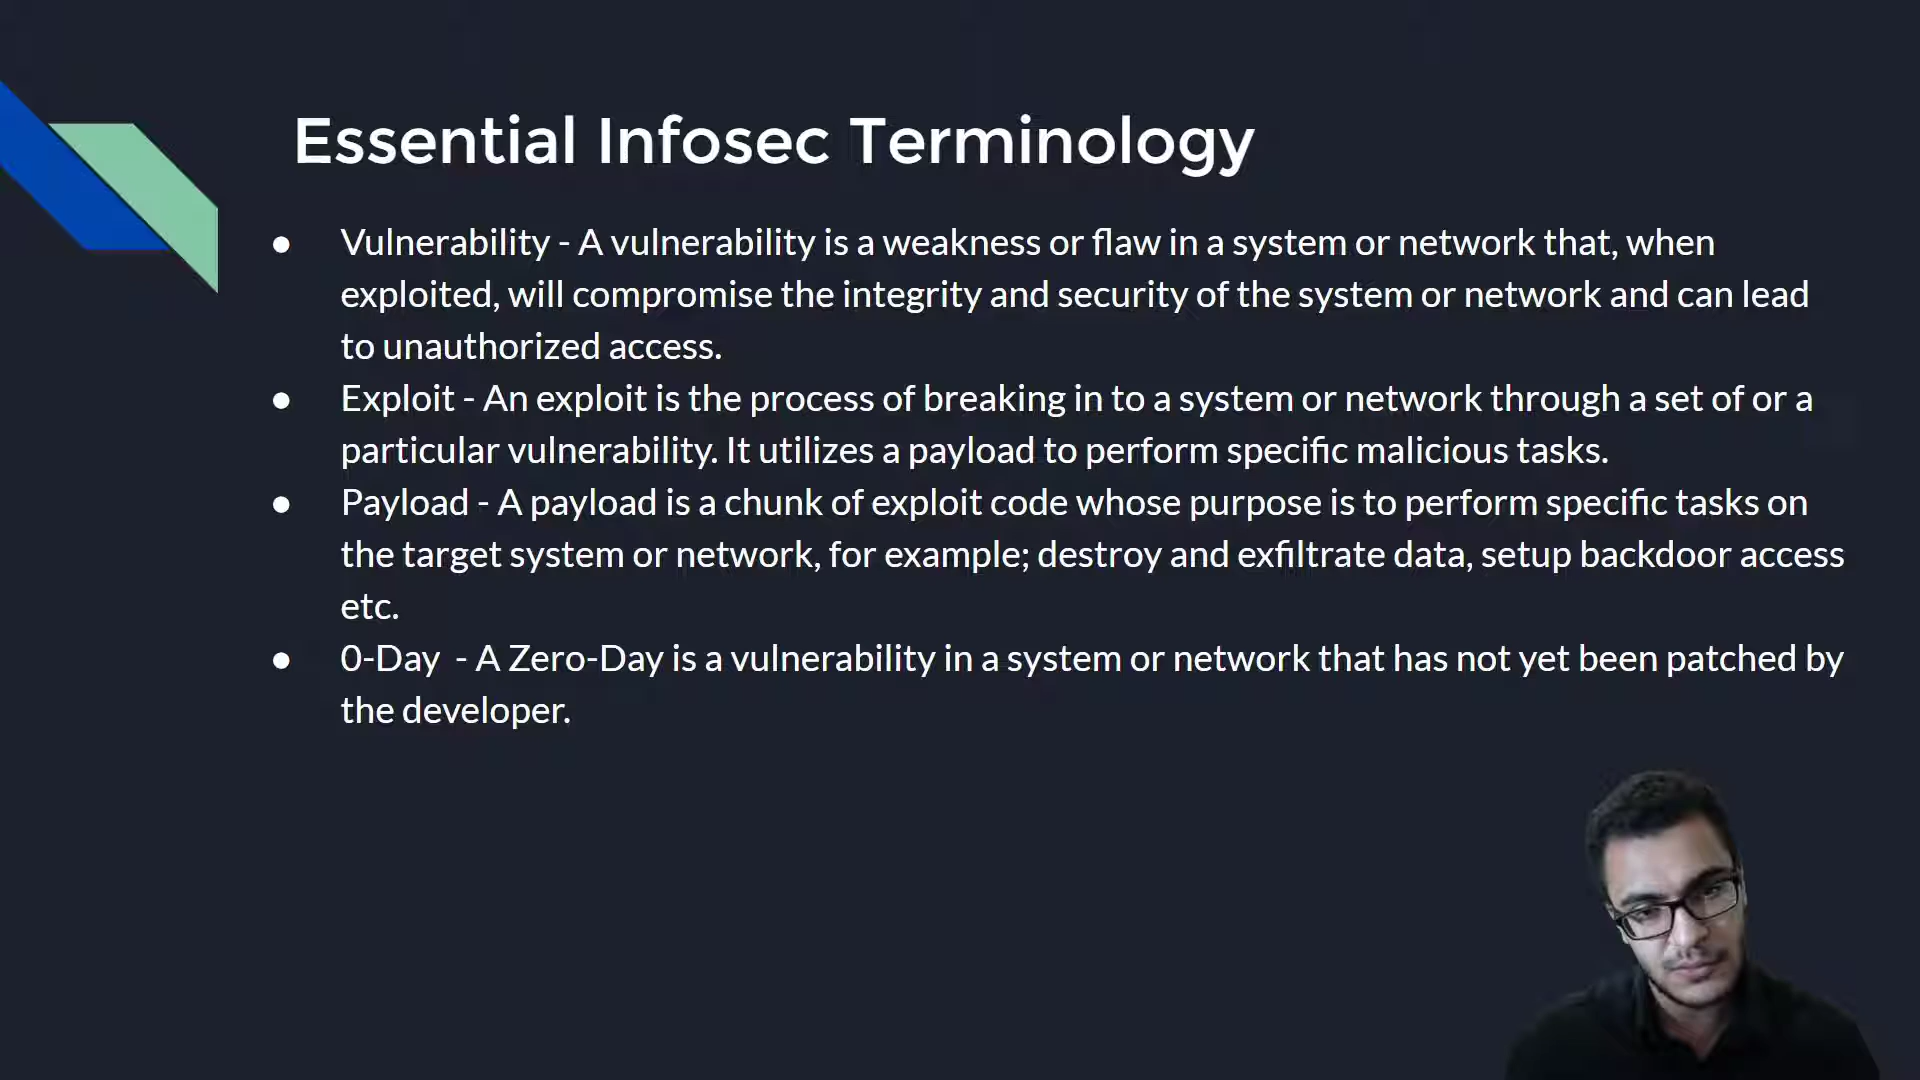 Essential Infosec Terminology
● Vulnerability - A vulnerability is a weakness or flaw in a system or network that, when
exploited, will compromise the integrity and security of the system or network and can lead
to unauthorized access.
● Exploit - An exploit is the process of breaking in to a system or network through a set of or a
particular vulnerability. It utilizes a payload to perform specific malicious tasks.
● Payload - A payload is a chunk of exploit code whose purpose is to perform specific tasks on
the target system or network, for example; destroy and exfiltrate data, setup backdoor access
etc.
● 0-Day - A Zero-Day is a vulnerability in a system or network that has not yet been patched by
the developer.